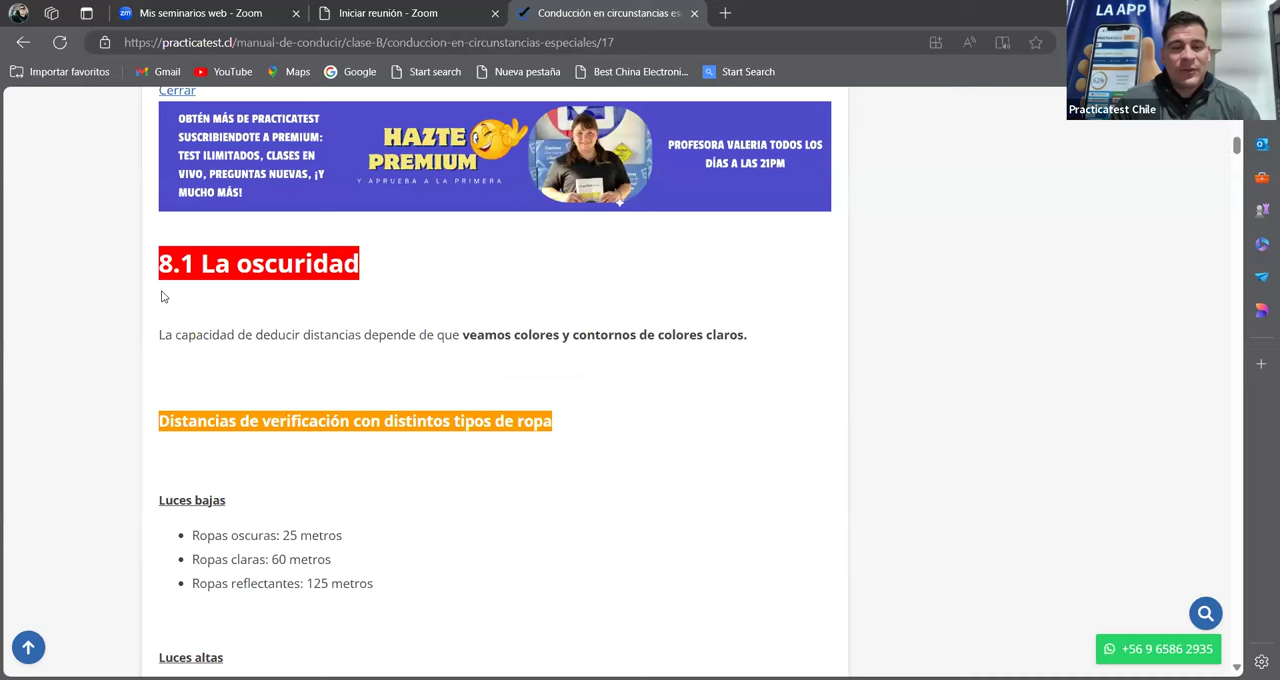 Mis seminarios web - Zoom
Iniciar reunión - Zoom
Conducción en circunstancias es
https://practicatest.cl/manual-de-conducir/clase-B/conduccion-en-circunstancias-especiales/17
Importar favoritos
Gmail
YouTube
Maps
Google
Start search
Nueva pestaña
Best China Electroni...
Start Search
LA APP
Practicatest Chile
Cerrar
OBTÉN MÁS DE PRACTICATEST
SUSCRIBIENDOTE A PREMIUM:
TEST ILIMITADOS, CLASES EN
VIVO, PREGUNTAS NUEVAS, ¡Y
MUCHO MÁS!
HAZTE
PREMIUM
Y APRUEBA A LA PRIMERA
PROFESORA VALERIA TODOS LOS
DÍAS A LAS 21PM
8.1 La oscuridad
La capacidad de deducir distancias depende de que veamos colores y contornos de colores claros.
Distancias de verificación con distintos tipos de ropa
Luces bajas
Ropas oscuras: 25 metros
Ropas claras: 60 metros
Ropas reflectantes: 125 metros
Luces altas
+56 9 6586 2935